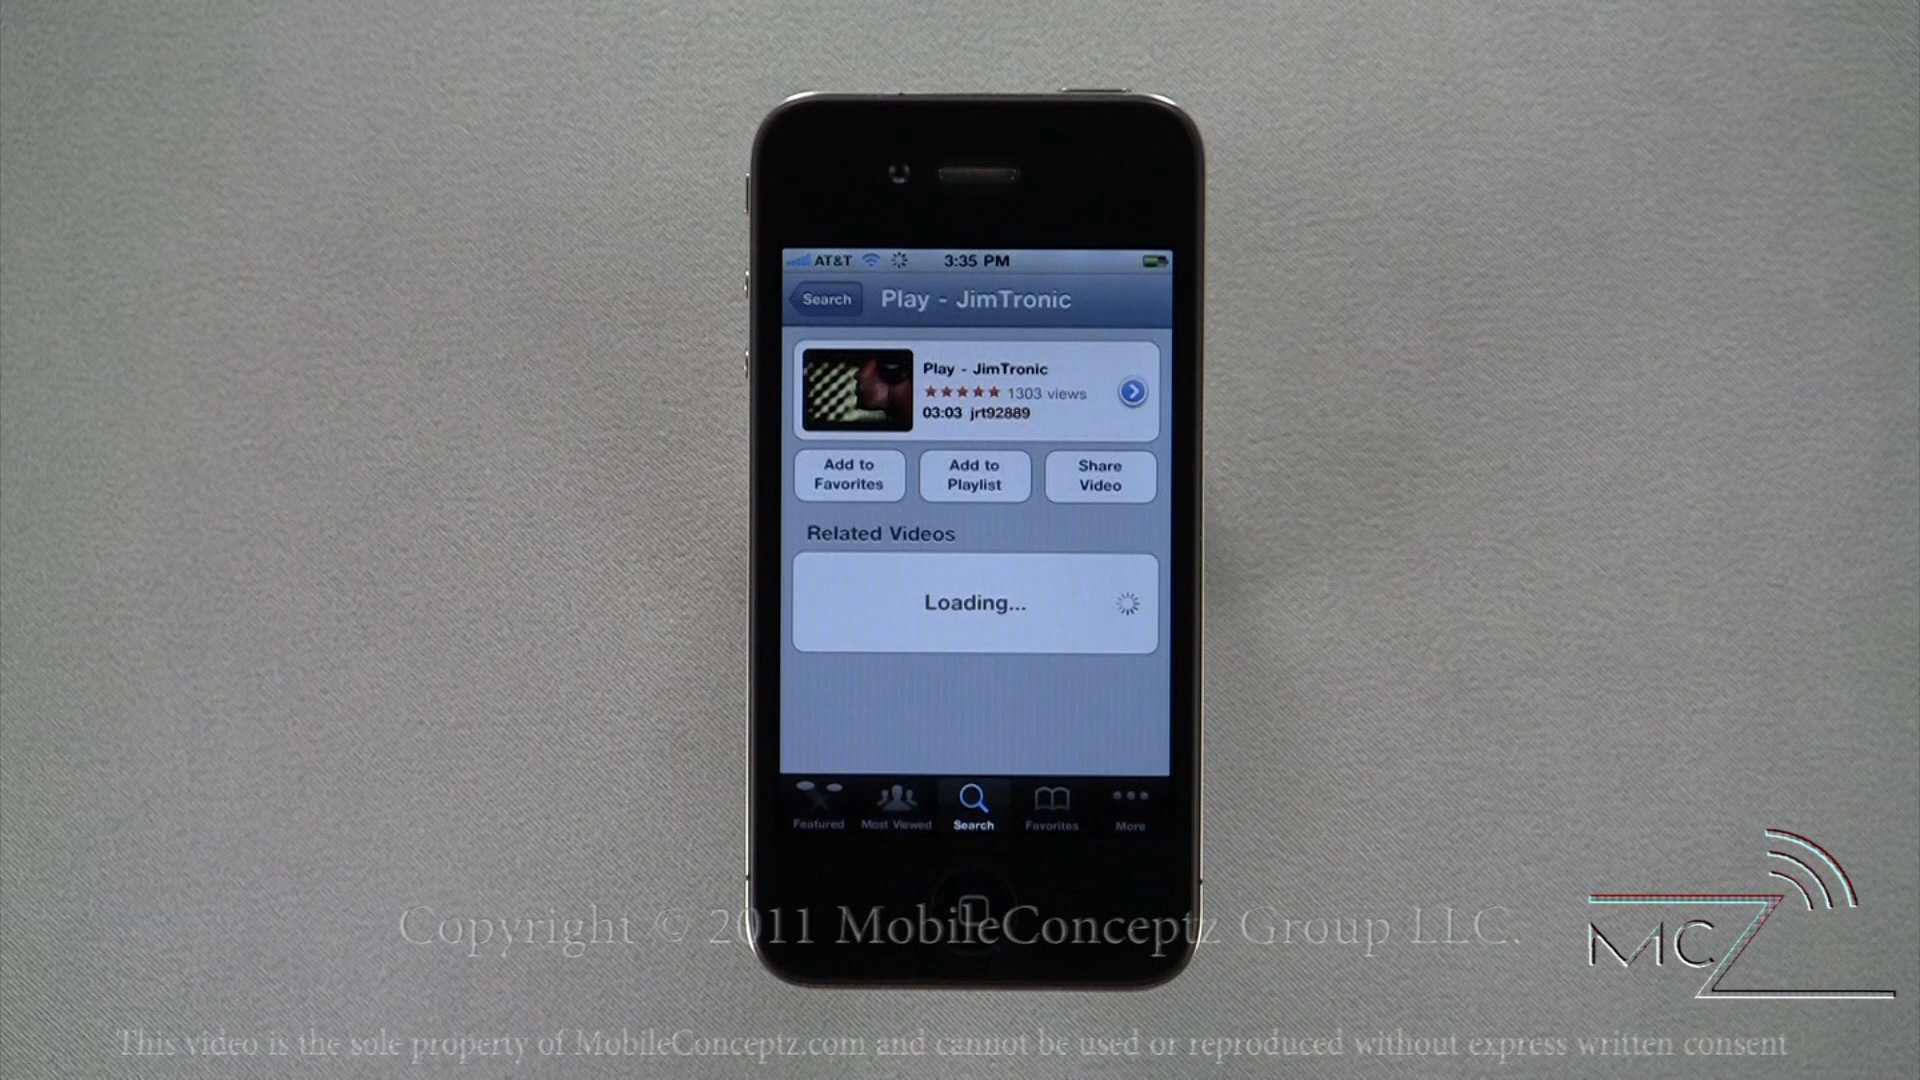 AT&T 3:35 PM
Search Play - JimTronic
Play - JimTronic
1303 views
03:03 jrt92889
Add to Favorites
Add to Playlist
Share Video
Related Videos
Loading...
Featured Most Viewed Search Favorites More
Copyright © 2011 MobileConceptz Group LLC.
MCZ
This video is the sole property of MobileConceptz.com and cannot be used or reproduced without express written consent